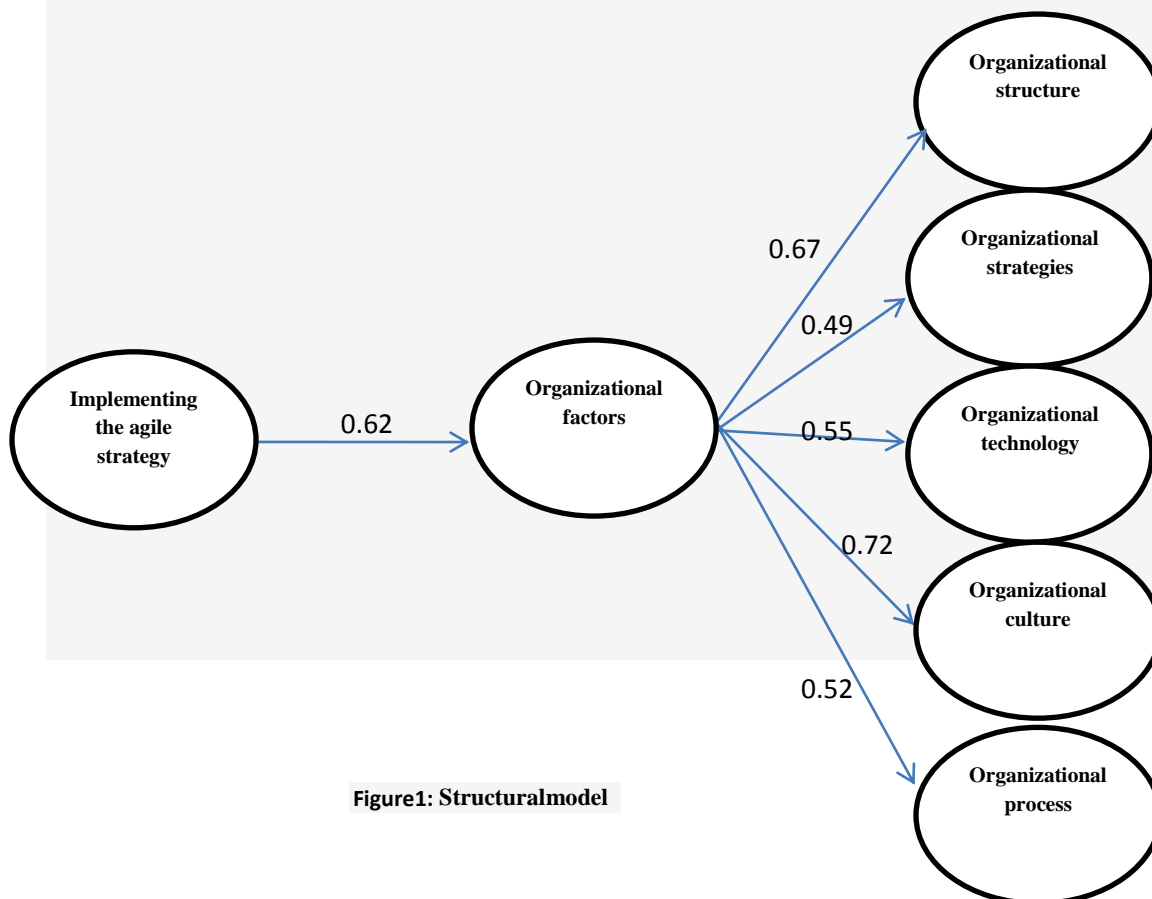 Organizational
structure
0.67
Organizational
strategies
0.49
Implementing
the agile
strategy
0.62
Organizational
factors
0.55
Organizational
technology
0.72
Organizational
culture
0.52
Organizational
process
Figure1: Structuralmodel